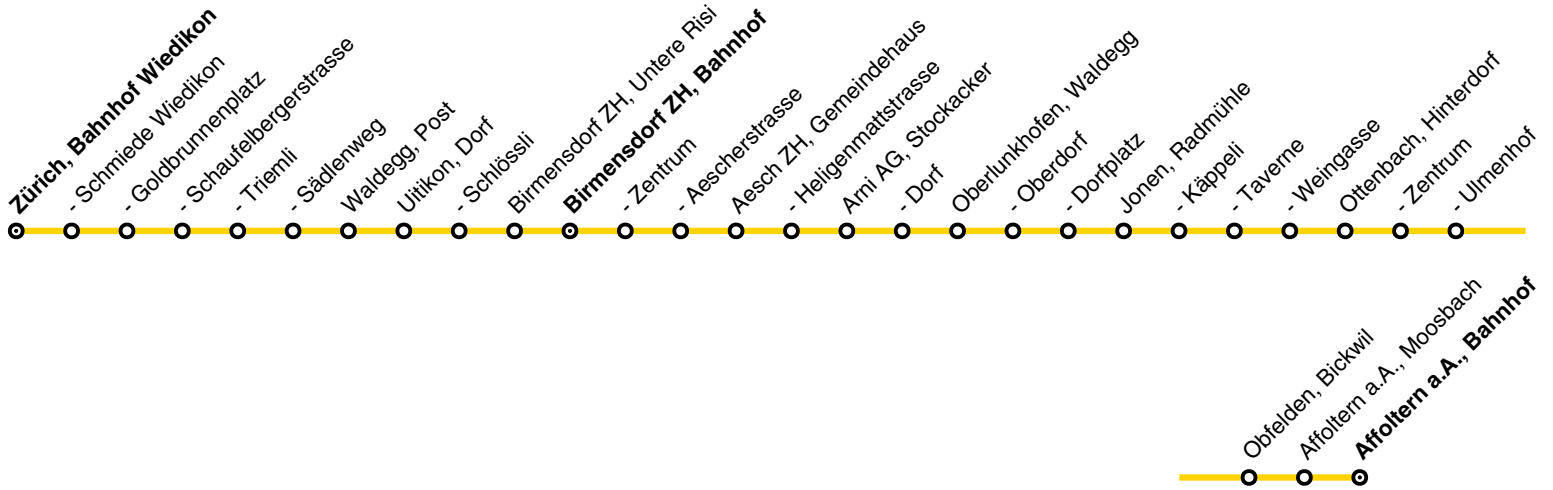 Zürich, Bahnhof Wiedikon
- Schmiede Wiedikon
- Goldbrunnenplatz
- Schaufelbergerstrasse
- Triemli
- Sädlenweg
Waldegg, Post
Uitikon, Dorf
- Schlössli
Birmensdorf ZH, Untere Risi
Birmensdorf ZH, Bahnhof
- Zentrum
- Aescherstrasse
Aesch ZH, Gemeindehaus
- Heligenmattstrasse
Arni AG, Stockacker
- Dorf
Oberlunkhofen, Waldegg
- Oberdorf
- Dorfplatz
Jonen, Radmühle
- Käppeli
- Taverne
- Weingasse
Ottenbach, Hinterdorf
- Zentrum
- Ulmenhof
Obfelden, Bickwil
Affoltern a.A., Moosbach
Affoltern a.A., Bahnhof